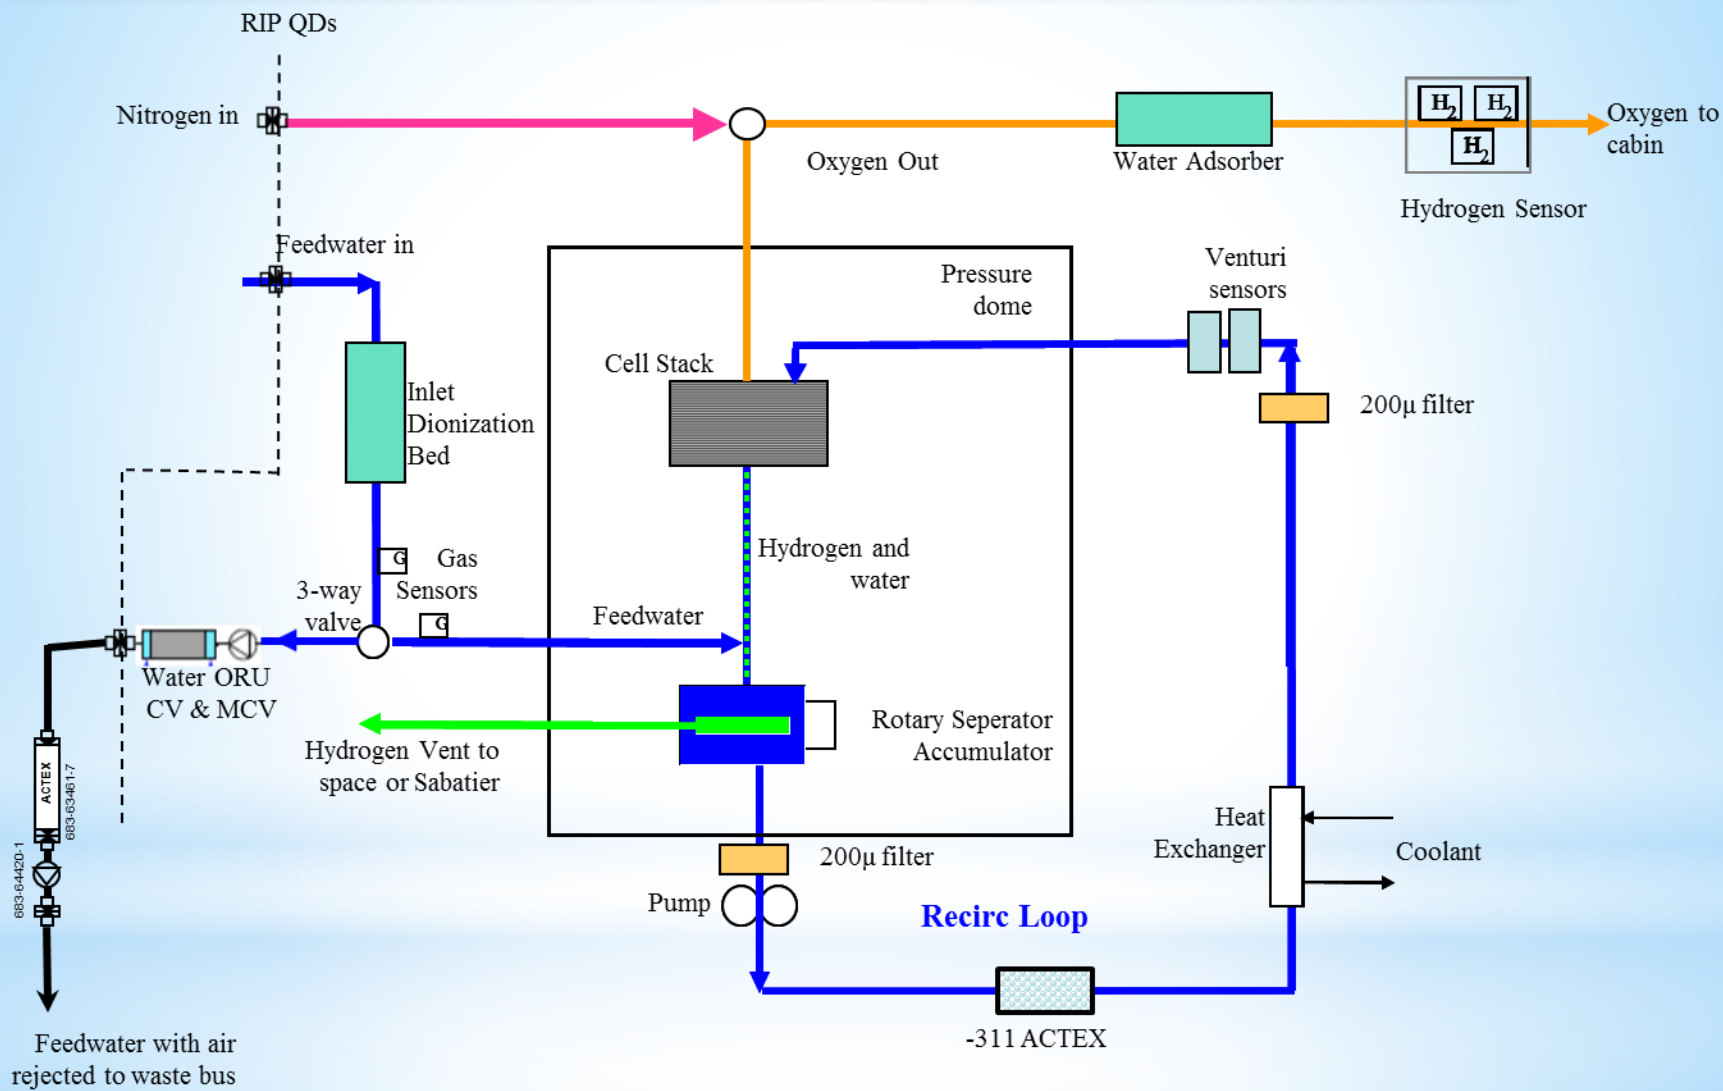 RIP QDs
Nitrogen in
Oxygen Out
Water Adsorber
H2
H2
H2
Oxygen to
cabin
Hydrogen Sensor
Feedwater in
Pressure
dome
Venturi
sensors
Cell Stack
Inlet
Dionization
Bed
200µ filter
G
Gas
Sensors
G
3-way
valve
Hydrogen and
water
Feedwater
Water ORU
CV & MCV
Hydrogen Vent to
space or Sabatier
Rotary Seperator
Accumulator
ACTEX
683-63461-7
683-64420-1
Heat
Exchanger
Coolant
200µ filter
Pump
Recirc Loop
-311 ACTEX
Feedwater with air
rejected to waste bus